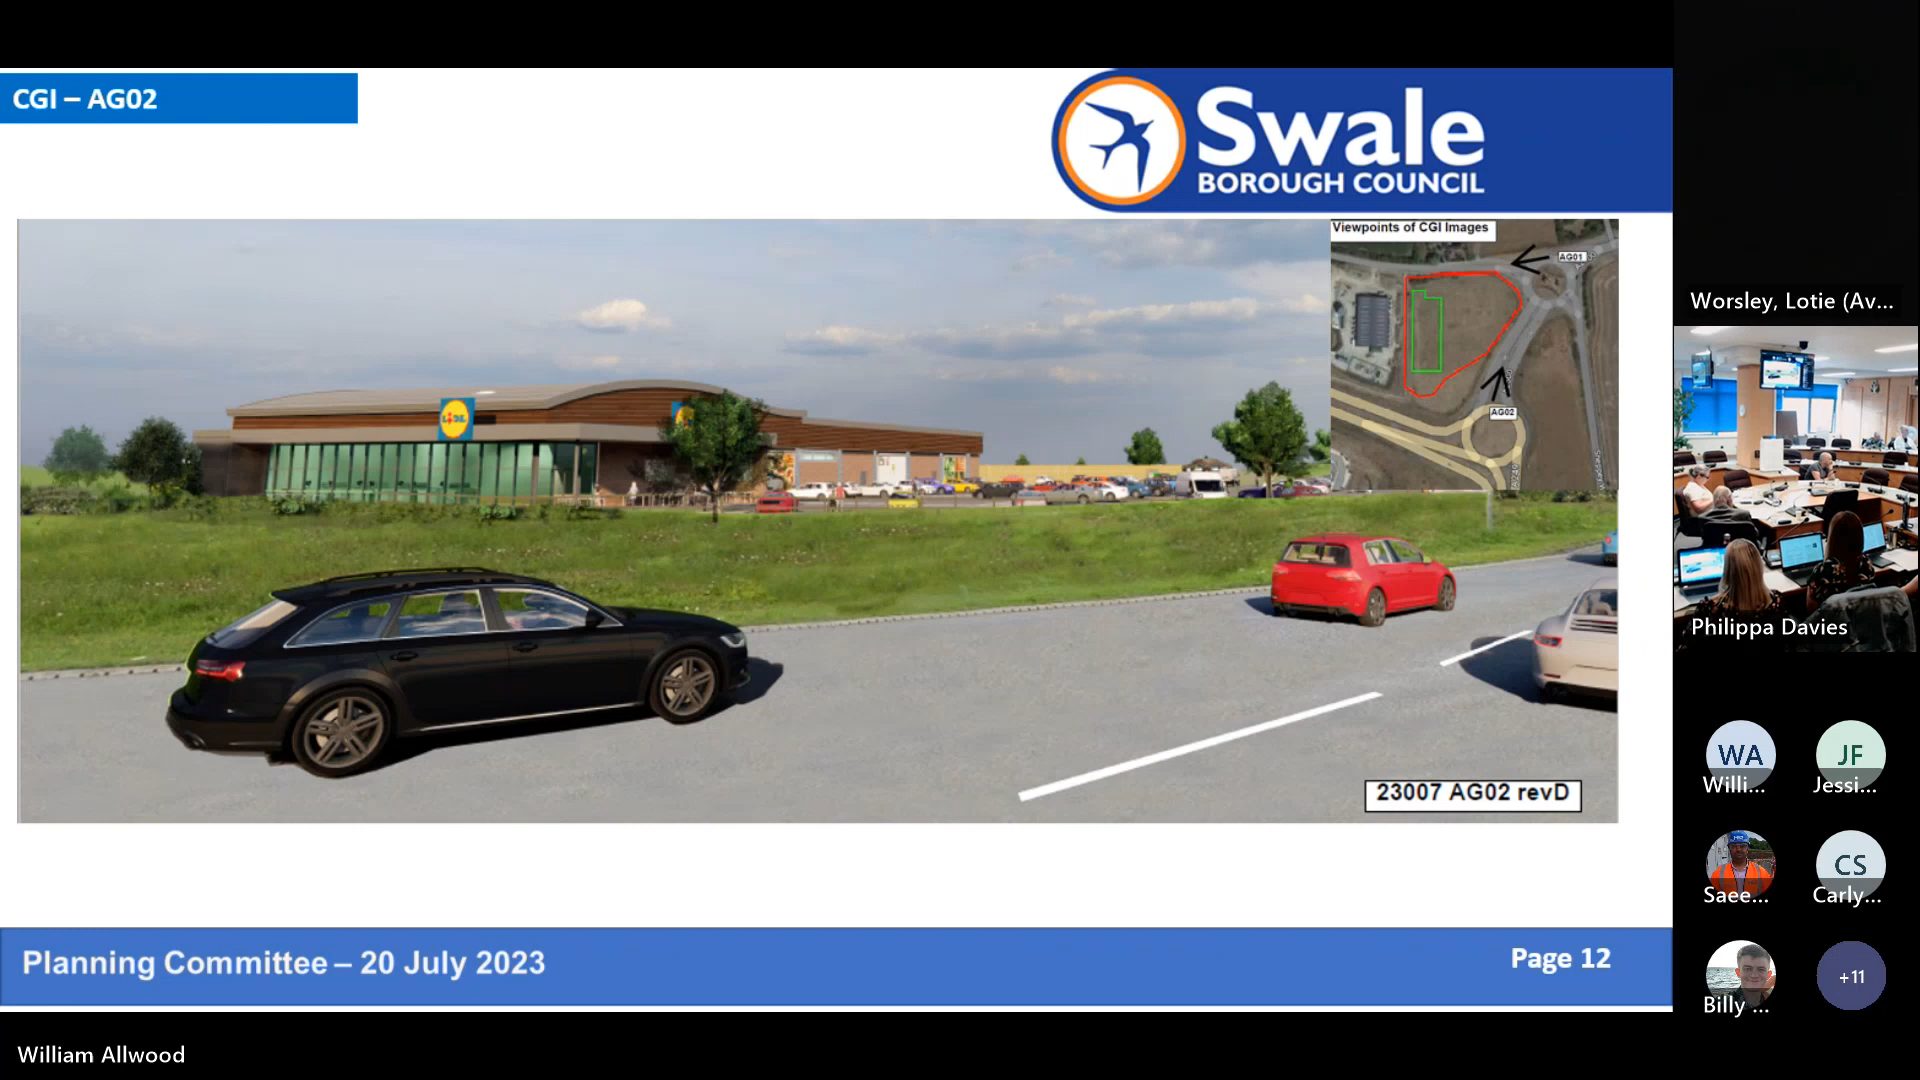 CGI – AG02
Swale
BOROUGH COUNCIL
Viewpoints of CGI Images
AG01
AG02
LIDL
23007 AG02 revD
Planning Committee – 20 July 2023
Page 12
William Allwood
Worsley, Lotie (Av...
Philippa Davies
WA
Willi...
JF
Jessi...
Saee...
CS
Carly...
Billy ...
+11